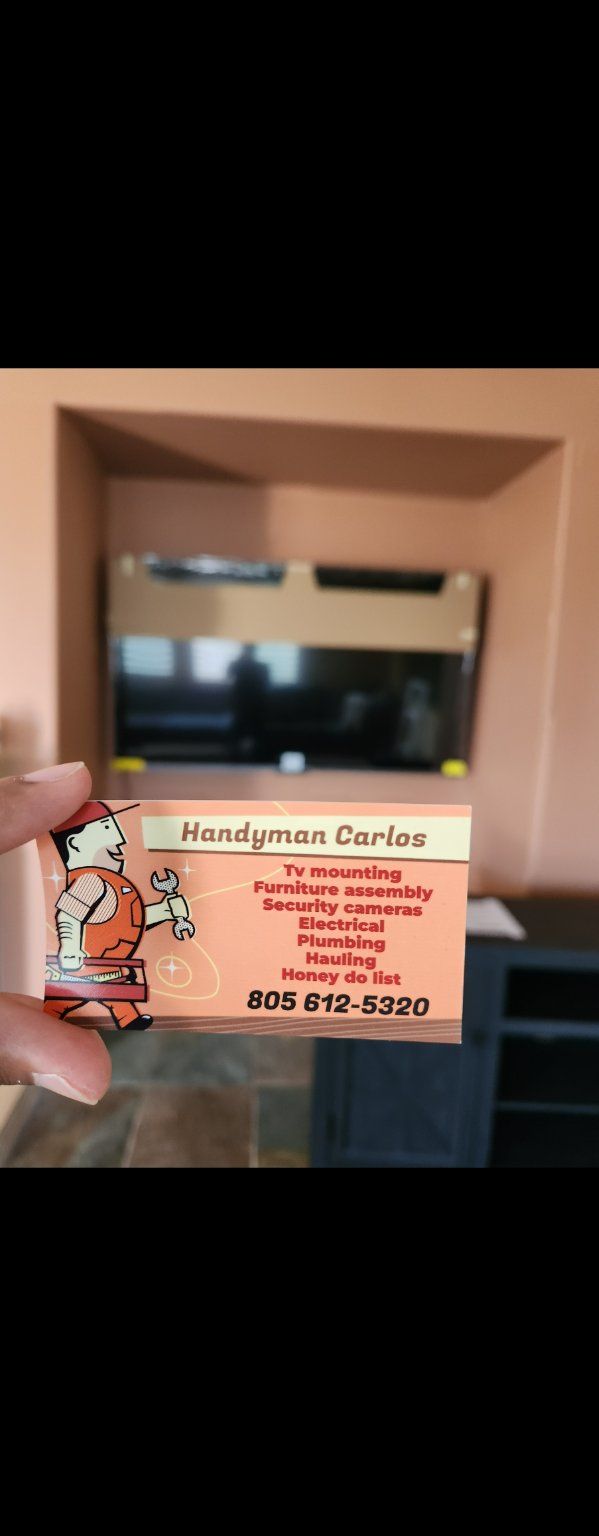 Handyman Carlos
Tv mounting
Furniture assembly
Security cameras
Electrical
Plumbing
Hauling
Honey do list
805 612-5320